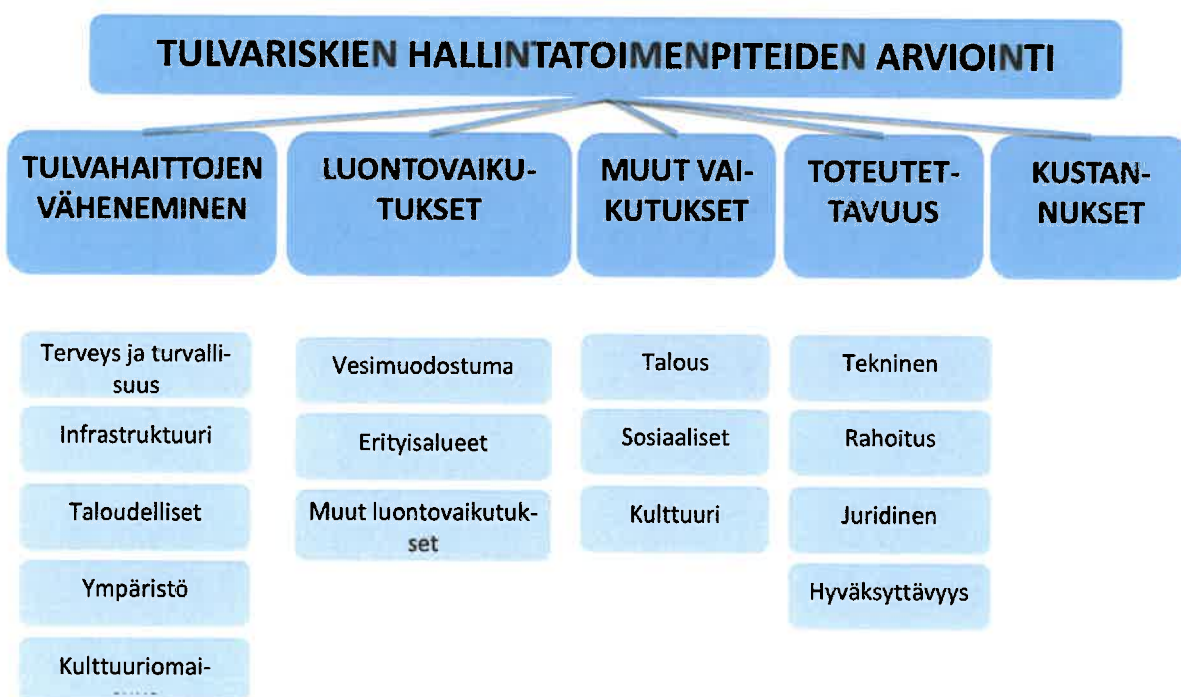 TULVARISKIEN HALLINTATOIMENPITEIDEN ARVIOINTI
TULVAHAITTOJEN
VÄHENEMINEN
LUONTOVAIKU-
TUKSET
MUUT VAI-
KUTUKSET
TOTEUTET-
TAVUUS
KUSTAN-
NUKSET
Terveys ja turvalli-
suus
Infrastruktuuri
Taloudelliset
Ympäristö
Kulttuuriomai-
Vesimuodostuma
Erityisalueet
Muut luontovaikutuk-
set
Talous
Sosiaaliset
Kulttuuri
Tekninen
Rahoitus
Juridinen
Hyväksyttävyys